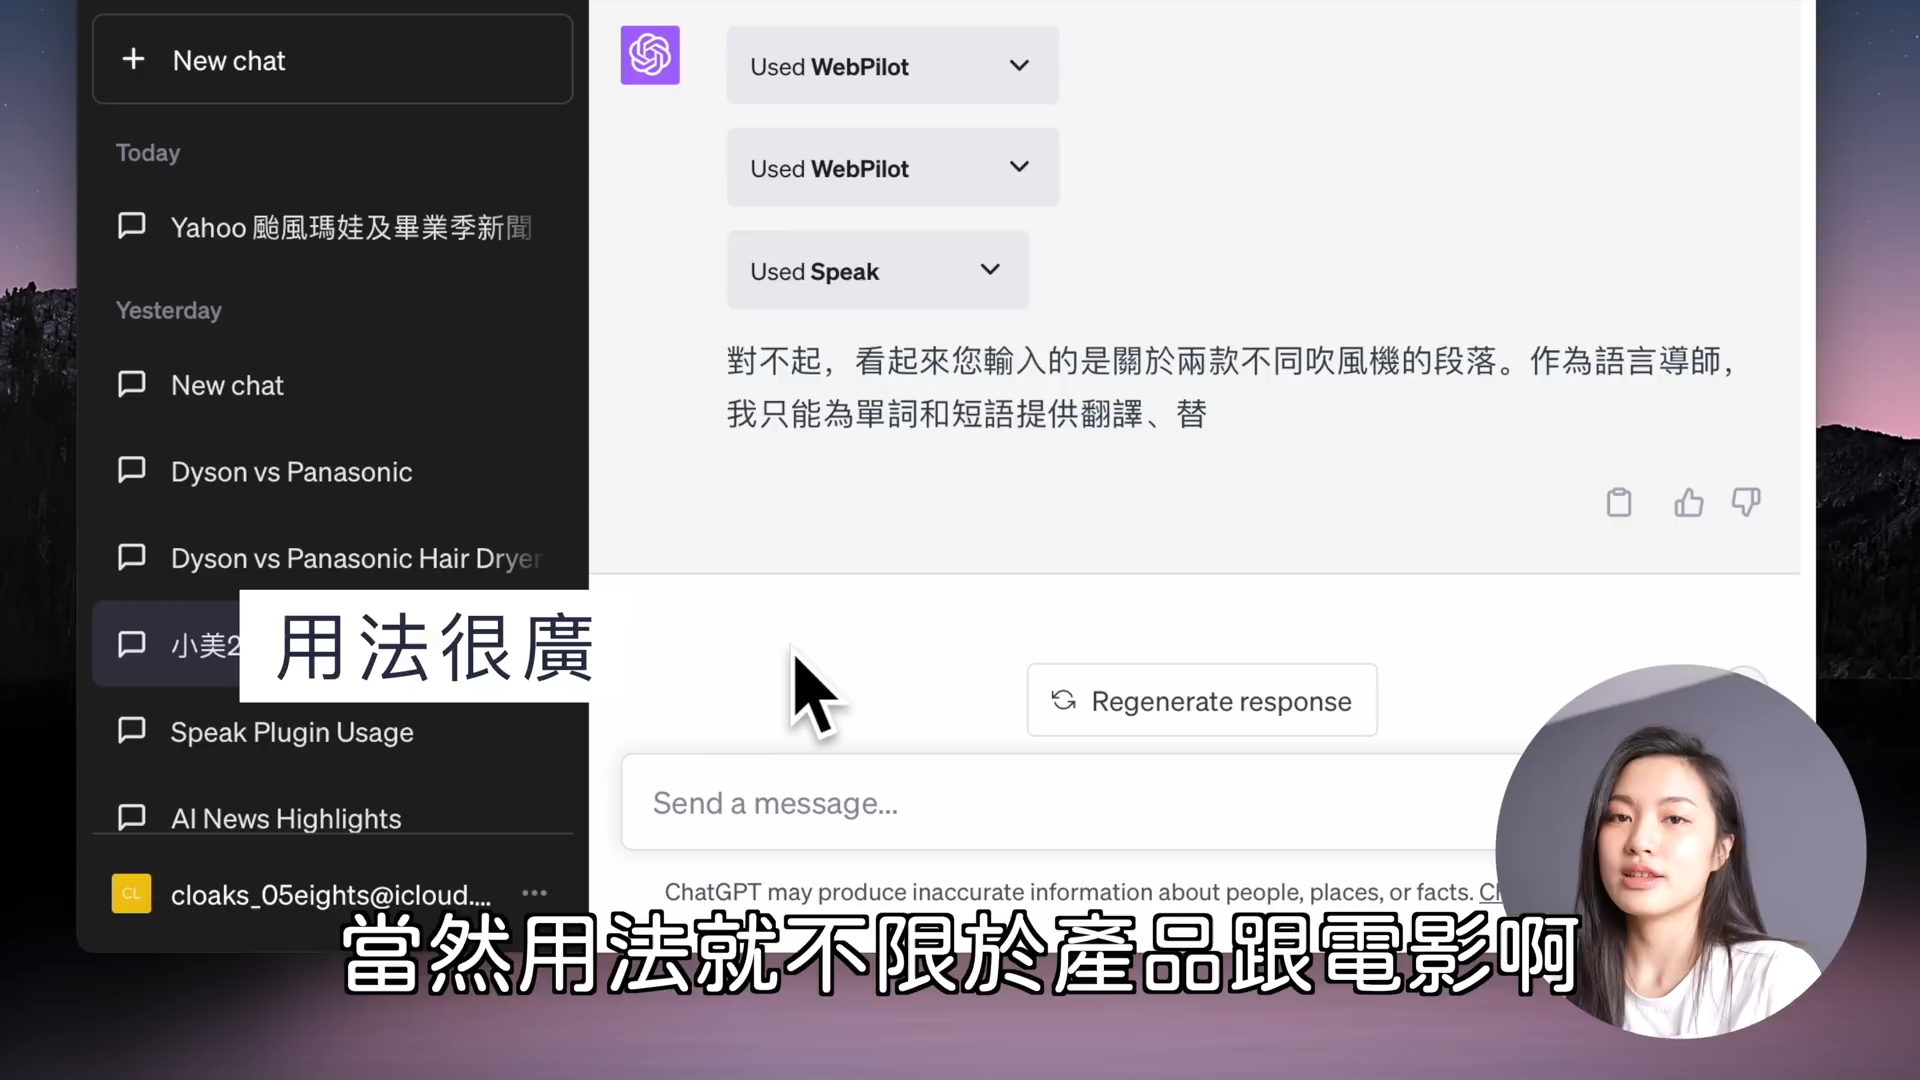 New chat
Today
Yahoo 颱風瑪娃及畢業季新聞
Yesterday
New chat
Dyson vs Panasonic
Dyson vs Panasonic Hair Dryer
小美2
用法很廣
Speak Plugin Usage
AI News Highlights
CL
cloaks_05eights@icloud....
Used WebPilot
Used WebPilot
Used Speak
對不起，看起來您輸入的是關於兩款不同吹風機的段落。作為語言導師，
我只能為單詞和短語提供翻譯、替
Regenerate response
Send a message...
ChatGPT may produce inaccurate information about people, places, or facts.
當然用法就不限於產品跟電影啊